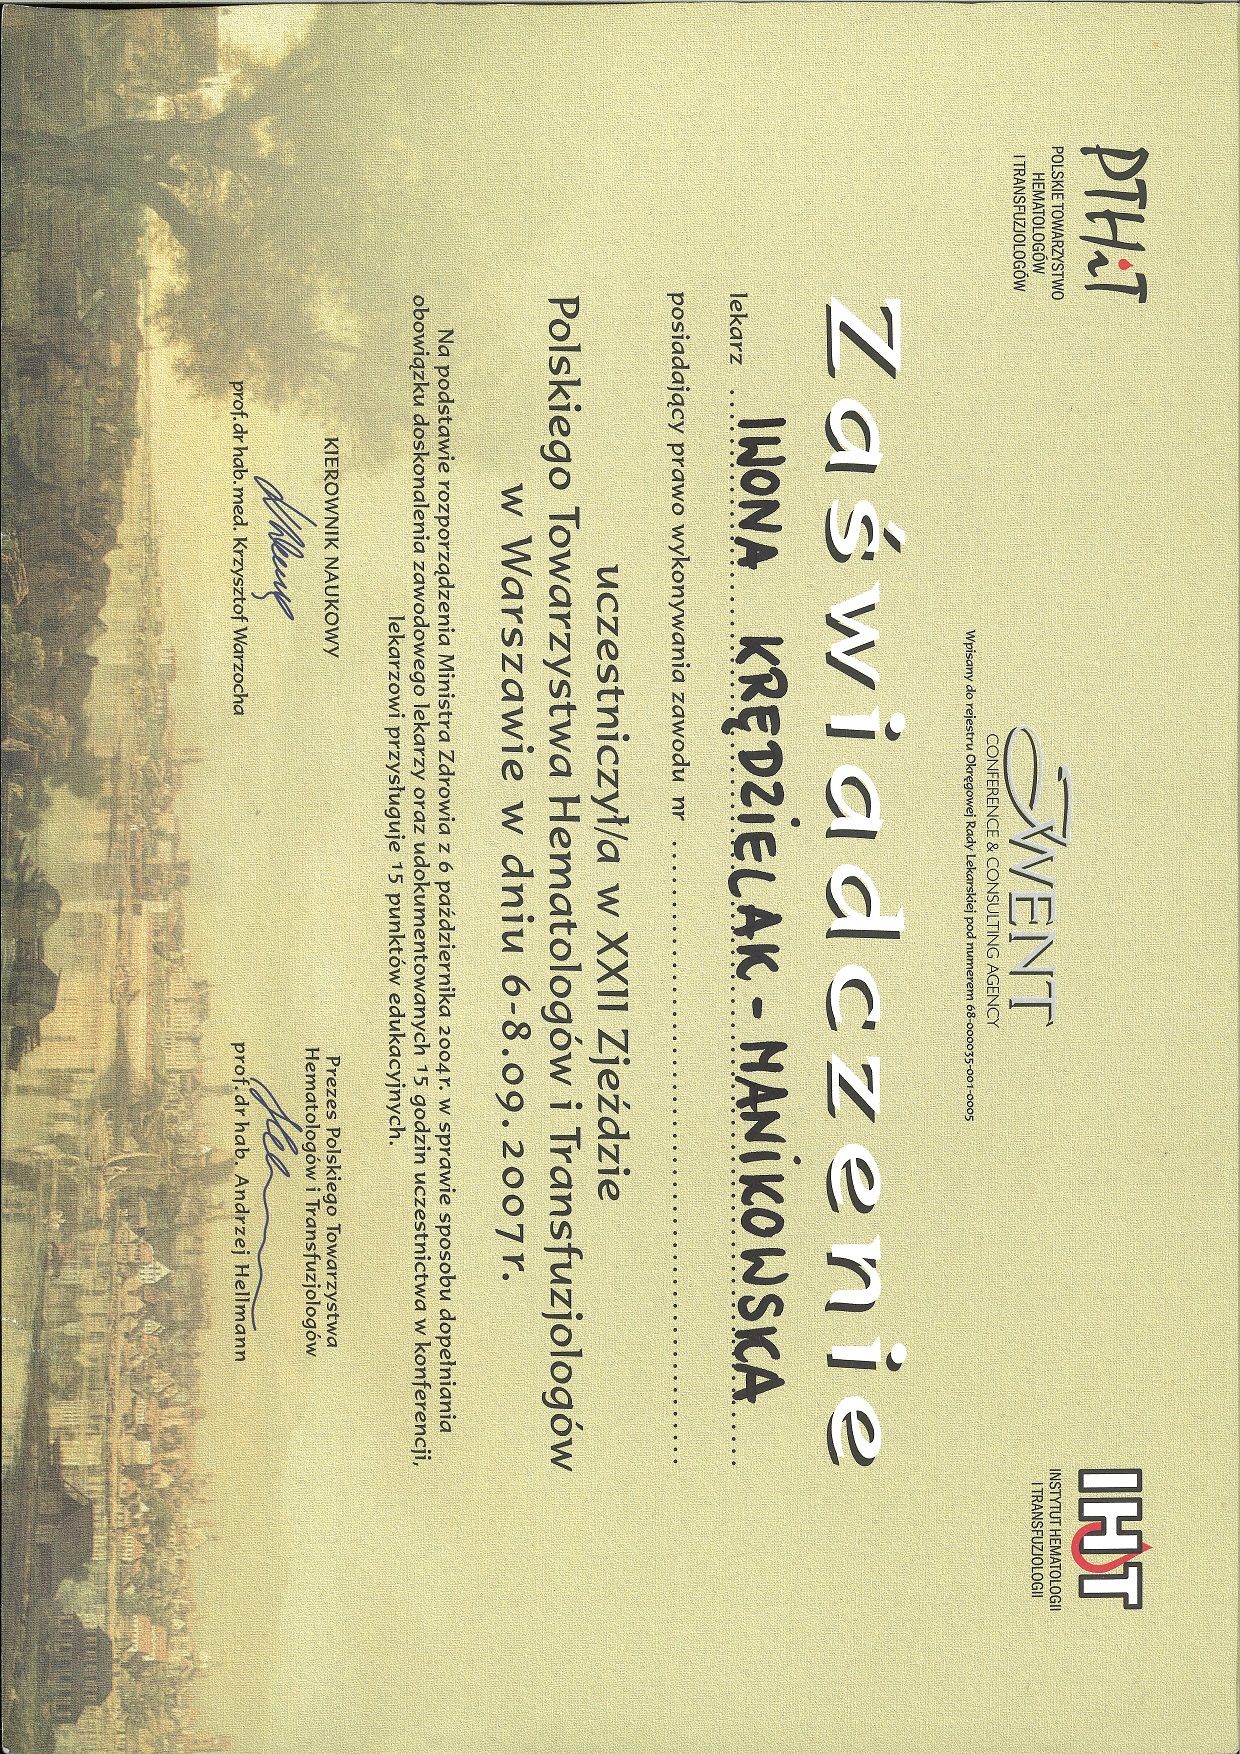 PTHiT
POLSKIE TOWARZYSTWO
HEMATOLOGÓW
I TRANSFUZJOLOGÓW
WENT
CONFERENCE & CONSULTING AGENCY
Wpisany do rejestru Okręgowej Rady Lekarskiej pod numerem 68-000035-001-0005
IHiT
INSTYTUT HEMATOLOGII
I TRANSFUZJOLOGII
Zaświadczenie
lekarz IWONA KRĘDZIELAK - MANIKOWSKA
posiadający prawo wykonywania zawodu nr
uczestniczył/a w XXII Zjeździe
Polskiego Towarzystwa Hematologów i Transfuzjologów
w Warszawie w dniu 6-8.09.2007r.
Na podstawie rozporządzenia Ministra Zdrowia z 6 października 2004r. w sprawie sposobu dopełniania
obowiązku doskonalenia zawodowego lekarzy oraz udokumentowanych 15 godzin uczestnictwa w konferencji,
lekarzowi przysługuje 15 punktów edukacyjnych.
KIEROWNIK NAUKOWY
prof.dr hab.med. Krzysztof Warzocha
Prezes Polskiego Towarzystwa
Hematologów i Transfuzjologów
prof.dr hab. Andrzej Hellmann